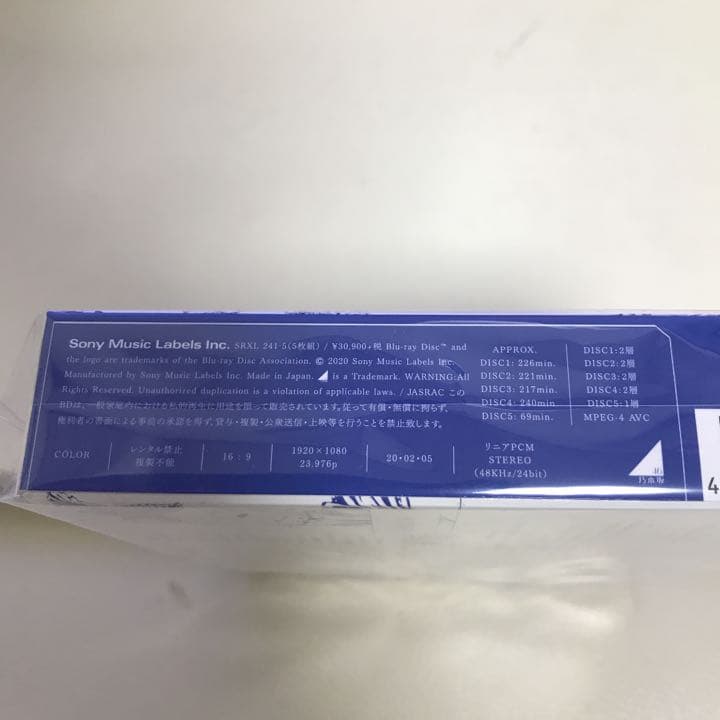 Sony Music Labels Inc. SRXL 241-5(5枚組) / ¥30,900+税 Blu-ray Disc™ and
the logo are trademarks of the Blu-ray Disc Association. © 2020 Sony Music Labels Inc.
Manufactured by Sony Music Labels Inc. Made in Japan. is a Trademark. WARNING:All
Rights Reserved. Unauthorized duplication is a violation of applicable laws. / JASRAC この
BDは、一般家庭内における私的再生に用途を限って販売されています。従って有償・無償に拘らず、
権利者の書面による事前の承認を得ず、貸与・複製・公衆送信・上映等を行うことを禁止致します。
APPROX.
DISC1: 226min.
DISC2: 221min.
DISC3: 217min.
DISC4: 240min.
DISC5: 69min.
DISC1:2層
DISC2:2層
DISC3:2層
DISC4:2層
DISC5:1層
MPEG-4 AVC
COLOR
レンタル禁止
複製不能
16:9
1920×1080
23.976p
20・02・05
リニアPCM
STEREO
(48KHz/24bit)
46
乃木坂
4